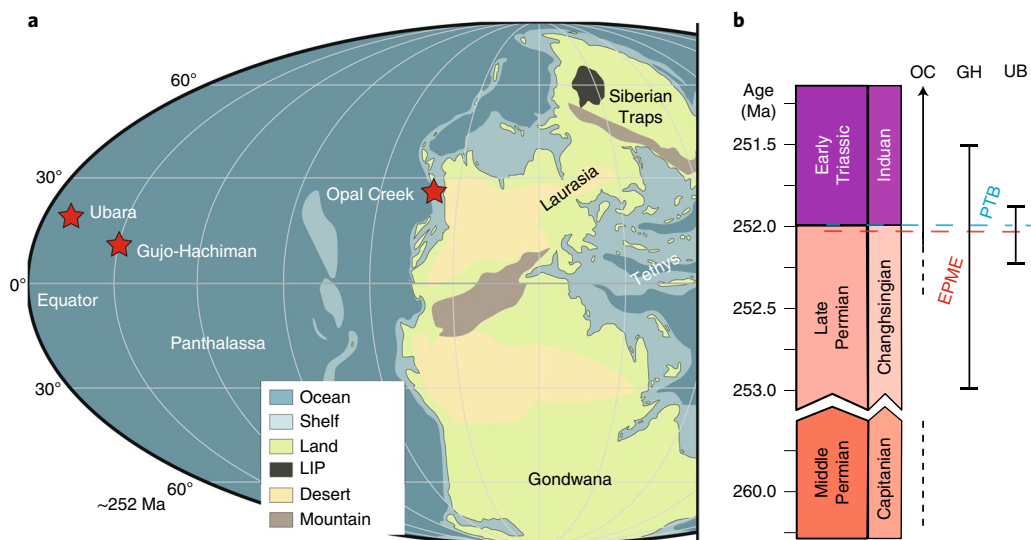 a
60°
Siberian
Traps
30°
Opal Creek
Laurasia
Ubara
Gujo-Hachiman
Tethys
0°
Equator
Panthalassa
30°
Ocean
Shelf
Land
LIP
Desert
Mountain
Gondwana
60°
~252 Ma
b
OC GH UB
Age
(Ma)
251.5
252.0
252.5
253.0
260.0
Early
Triassic
Induan
Late
Permian
Changhsingian
Middle
Permian
Capitanian
PTB
EPME